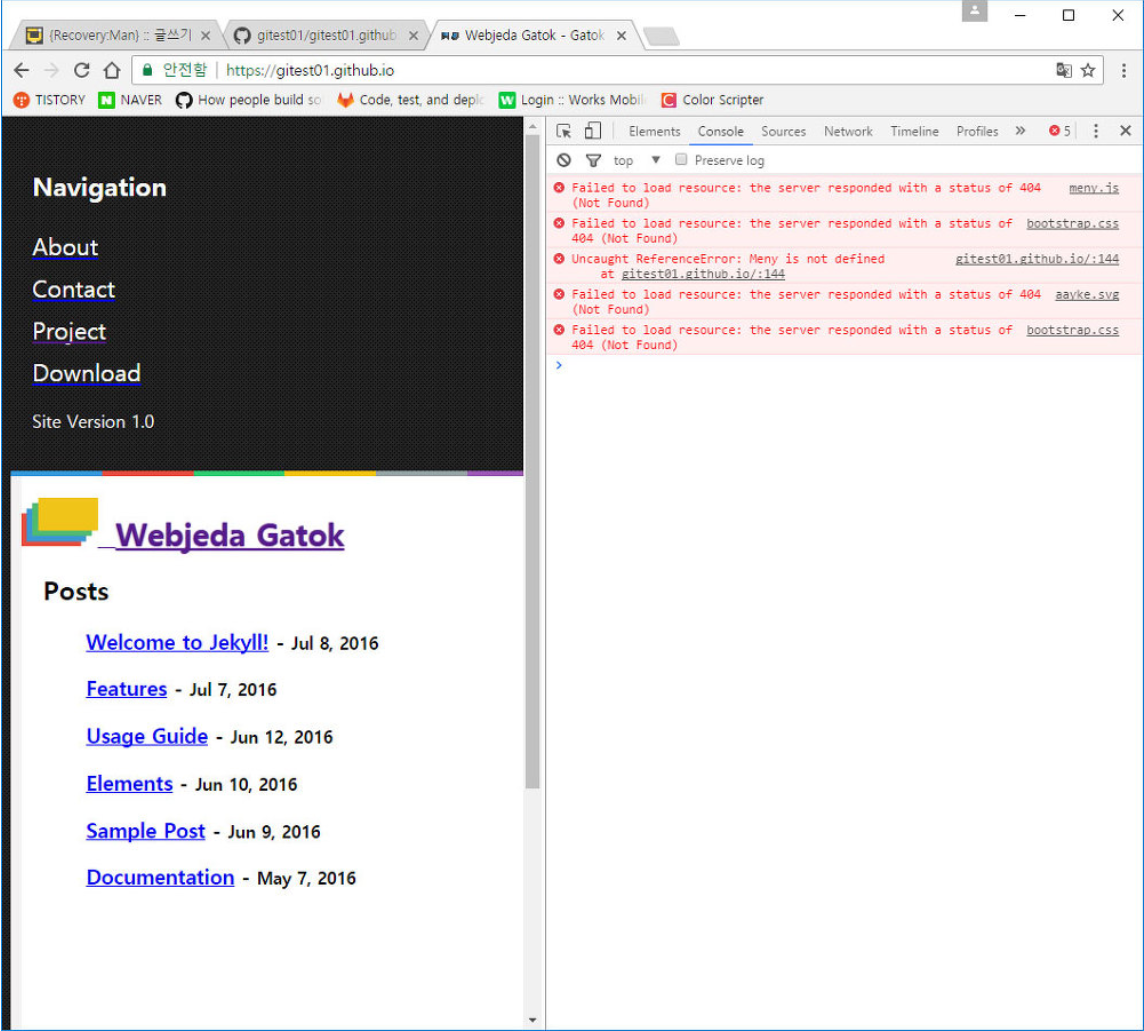 {Recovery:Man} :: 글쓰기
gitest01/gitest01.github
Webjeda Gatok - Gatok
안전함 | https://gitest01.github.io
TISTORY NAVER How people build so Code, test, and deplo Login :: Works Mobil Color Scripter
Elements Console Sources Network Timeline Profiles » 5
top Preserve log
Failed to load resource: the server responded with a status of 404 meny.js
(Not Found)
Failed to load resource: the server responded with a status of bootstrap.css
404 (Not Found)
Uncaught ReferenceError: Meny is not defined gitest01.github.io/:144
at gitest01.github.io/:144
Failed to load resource: the server responded with a status of 404 aayke.svg
(Not Found)
Failed to load resource: the server responded with a status of bootstrap.css
404 (Not Found)
Navigation
About
Contact
Project
Download
Site Version 1.0
Webjeda Gatok
Posts
Welcome to Jekyll! - Jul 8, 2016
Features - Jul 7, 2016
Usage Guide - Jun 12, 2016
Elements - Jun 10, 2016
Sample Post - Jun 9, 2016
Documentation - May 7, 2016